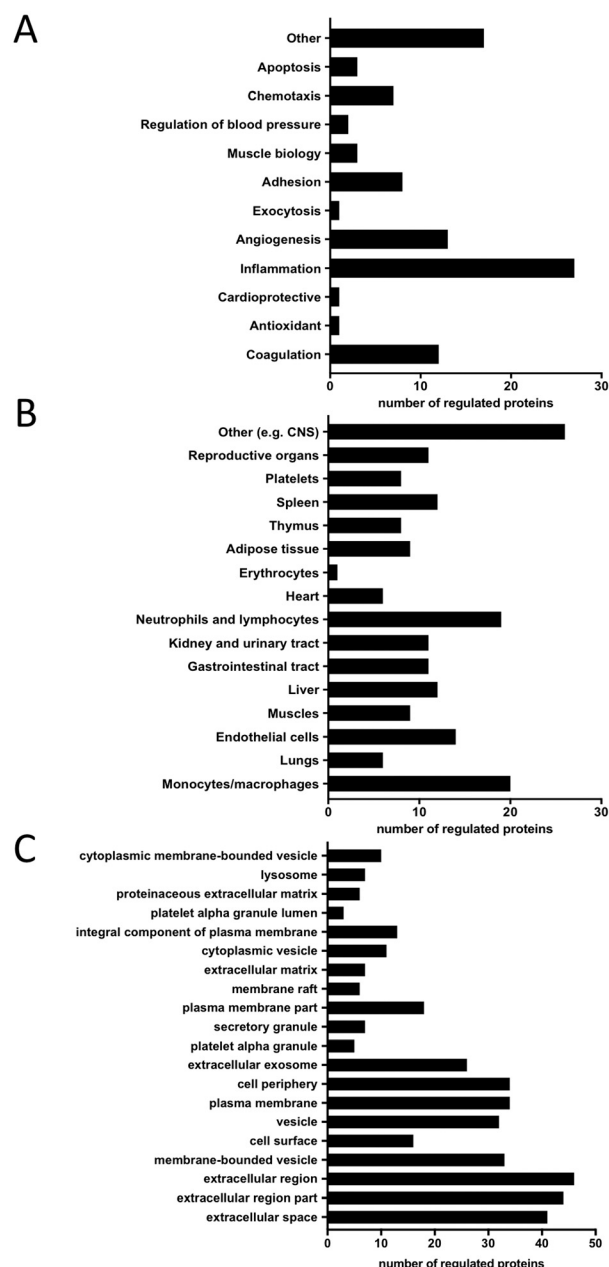 A
Other
Apoptosis
Chemotaxis
Regulation of blood pressure
Muscle biology
Adhesion
Exocytosis
Angiogenesis
Inflammation
Cardioprotective
Antioxidant
Coagulation
0 10 20 30
number of regulated proteins
B
Other (e.g. CNS)
Reproductive organs
Platelets
Spleen
Thymus
Adipose tissue
Erythrocytes
Heart
Neutrophils and lymphocytes
Kidney and urinary tract
Gastrointestinal tract
Liver
Muscles
Endothelial cells
Lungs
Monocytes/macrophages
0 10 20 30
number of regulated proteins
C
cytoplasmic membrane-bounded vesicle
lysosome
proteinaceous extracellular matrix
platelet alpha granule lumen
integral component of plasma membrane
cytoplasmic vesicle
extracellular matrix
membrane raft
plasma membrane part
secretory granule
platelet alpha granule
extracellular exosome
cell periphery
plasma membrane
vesicle
cell surface
membrane-bounded vesicle
extracellular region
extracellular region part
extracellular space
0 10 20 30 40 50
number of regulated proteins